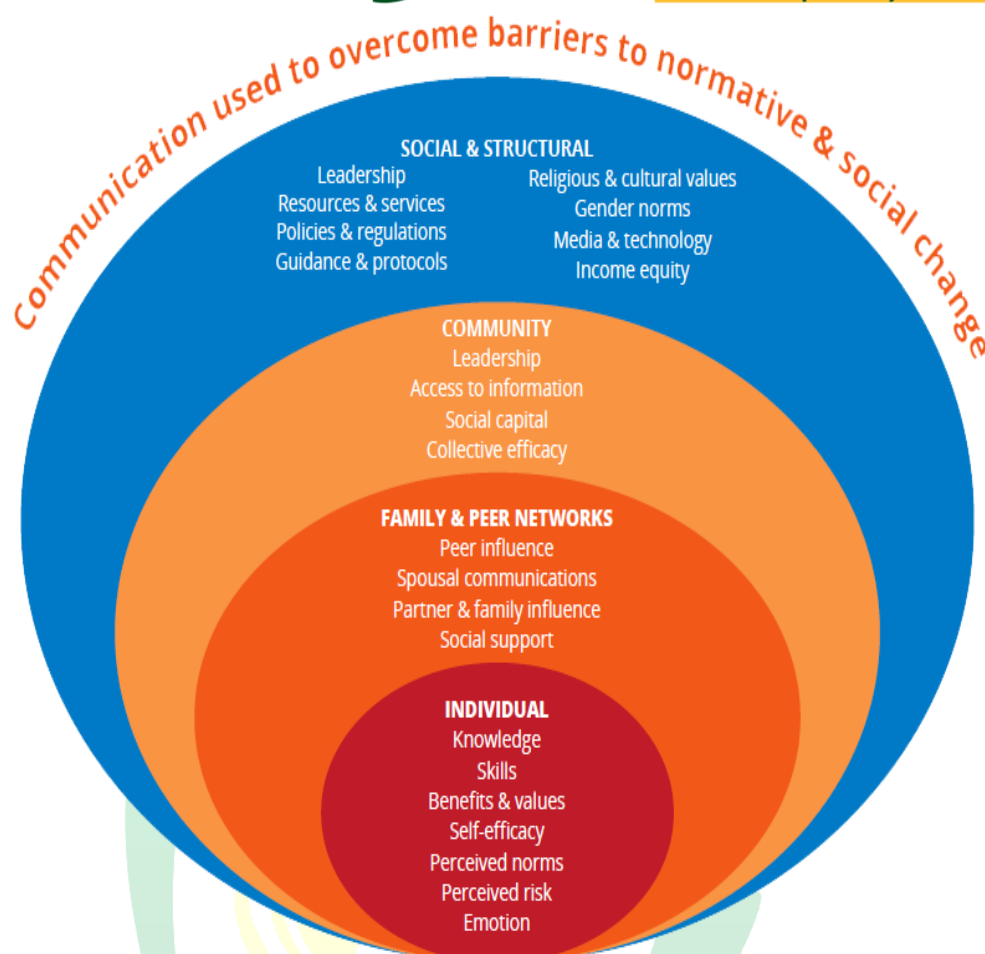 Communication used to overcome barriers to normative & social change
SOCIAL & STRUCTURAL
Leadership
Resources & services
Policies & regulations
Guidance & protocols
Religious & cultural values
Gender norms
Media & technology
Income equity
COMMUNITY
Leadership
Access to information
Social capital
Collective efficacy
FAMILY & PEER NETWORKS
Peer influence
Spousal communications
Partner & family influence
Social support
INDIVIDUAL
Knowledge
Skills
Benefits & values
Self-efficacy
Perceived norms
Perceived risk
Emotion